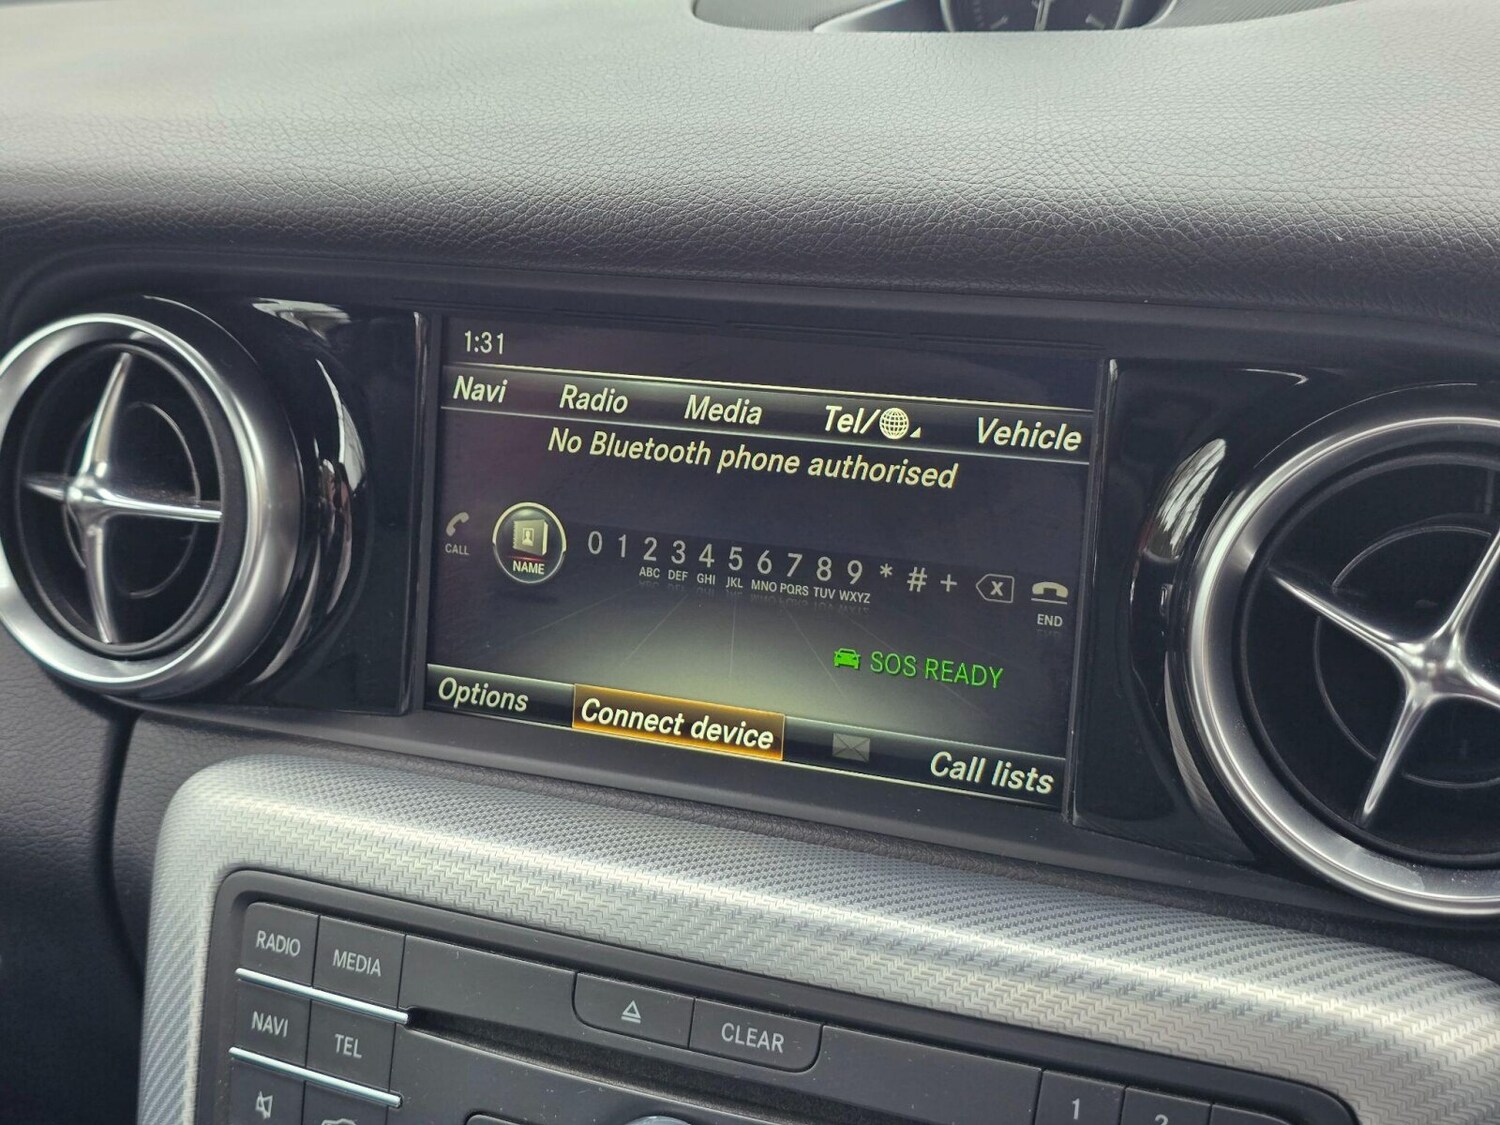 1:31
Navi Radio Media Tel/ Vehicle
No Bluetooth phone authorised
CALL NAME 0 1 2 3 4 5 6 7 8 9 * # + X END
ABC DEF GHI JKL MNO PQRS TUV WXYZ
SOS READY
Options Connect device Call lists
RADIO MEDIA
NAVI TEL
CLEAR
1 2